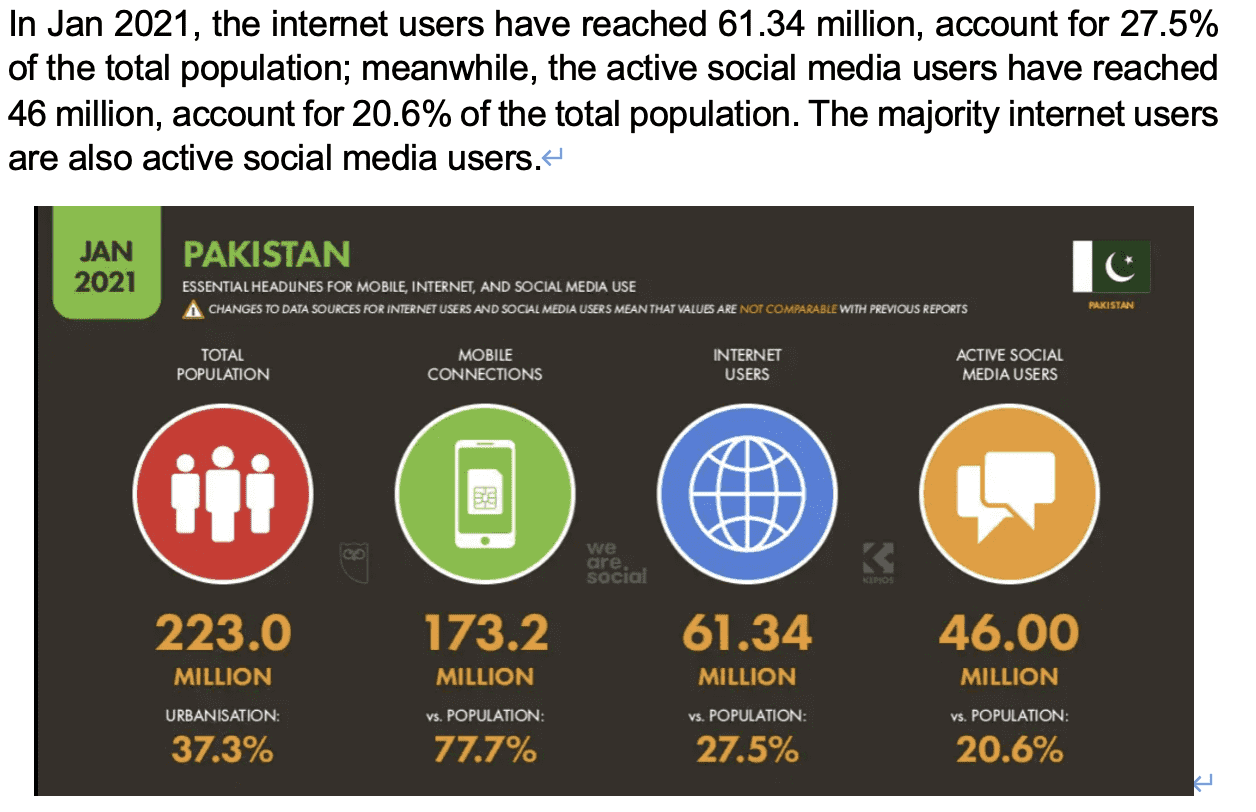 In Jan 2021, the internet users have reached 61.34 million, account for 27.5%
of the total population; meanwhile, the active social media users have reached
46 million, account for 20.6% of the total population. The majority internet users
are also active social media users.
JAN
2021
PAKISTAN
ESSENTIAL HEADLINES FOR MOBILE, INTERNET, AND SOCIAL MEDIA USE
CHANGES TO DATA SOURCES FOR INTERNET USERS AND SOCIAL MEDIA USERS MEAN THAT VALUES ARE NOT COMPARABLE WITH PREVIOUS REPORTS
PAKISTAN
TOTAL
POPULATION
MOBILE
CONNECTIONS
INTERNET
USERS
ACTIVE SOCIAL
MEDIA USERS
we
are
social
KEPIOS
223.0
MILLION
URBANISATION:
37.3%
173.2
MILLION
vs. POPULATION:
77.7%
61.34
MILLION
vs. POPULATION:
27.5%
46.00
MILLION
vs. POPULATION:
20.6%